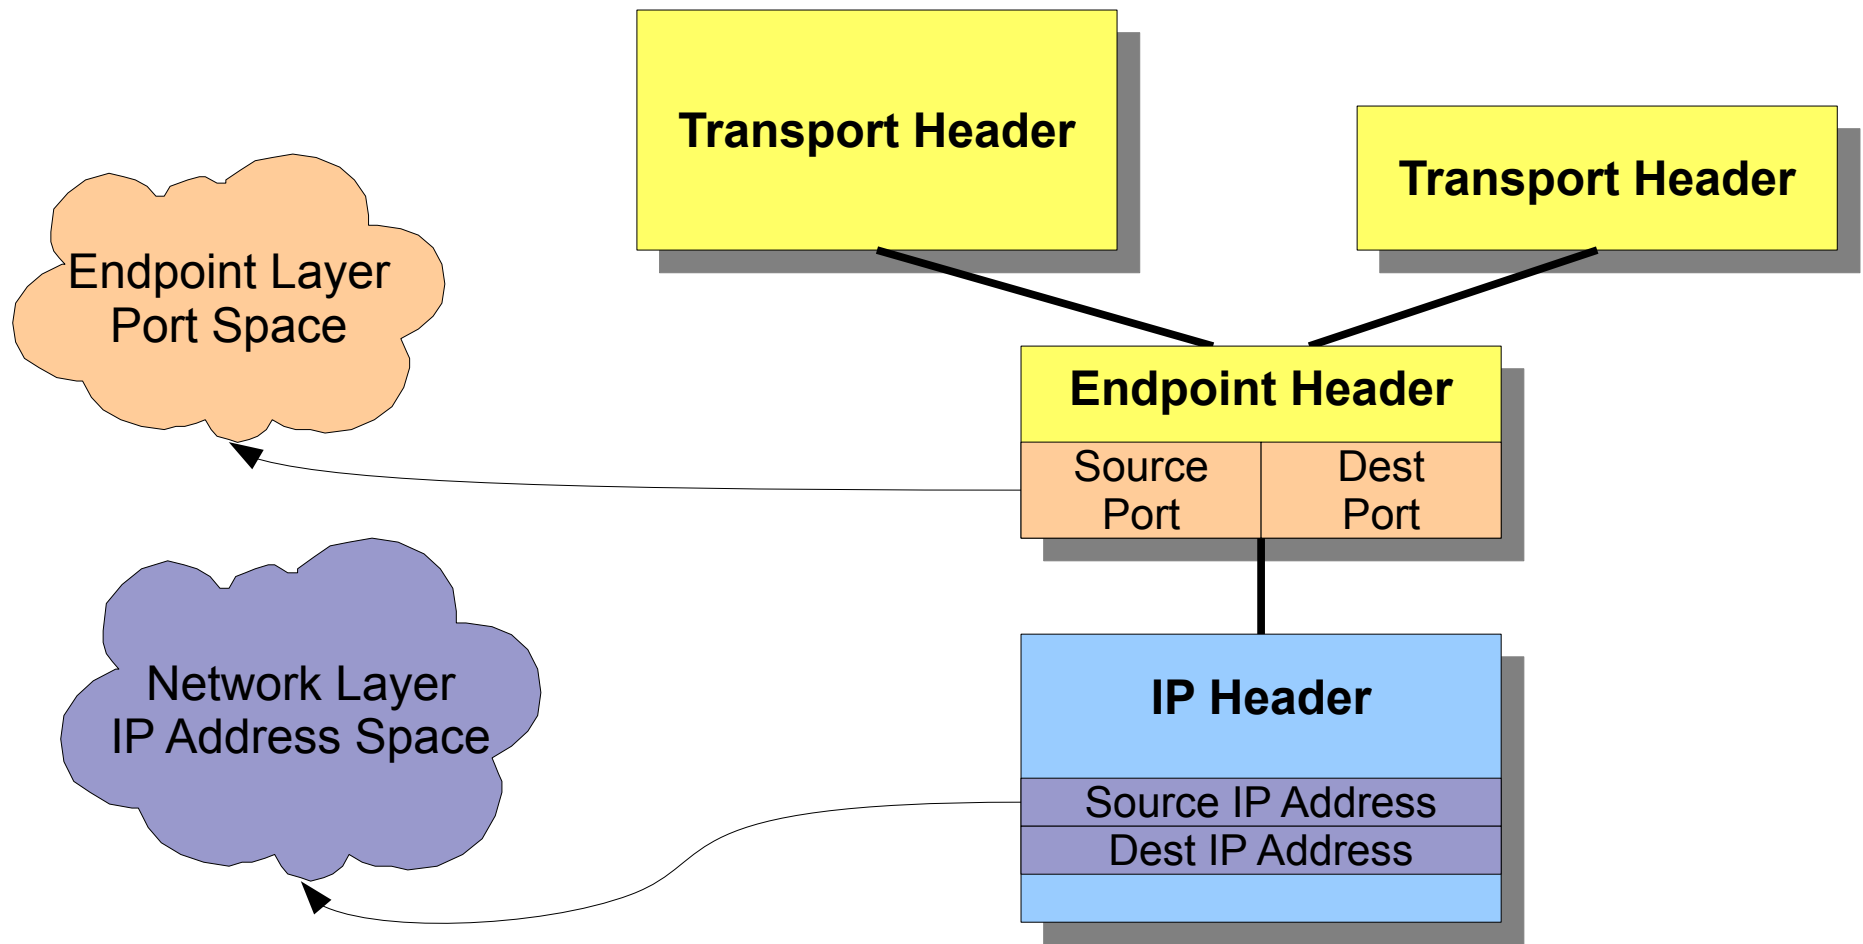 Transport Header
Transport Header
Endpoint Layer
Port Space
Endpoint Header
Source
Port
Dest
Port
Network Layer
IP Address Space
IP Header
Source IP Address
Dest IP Address